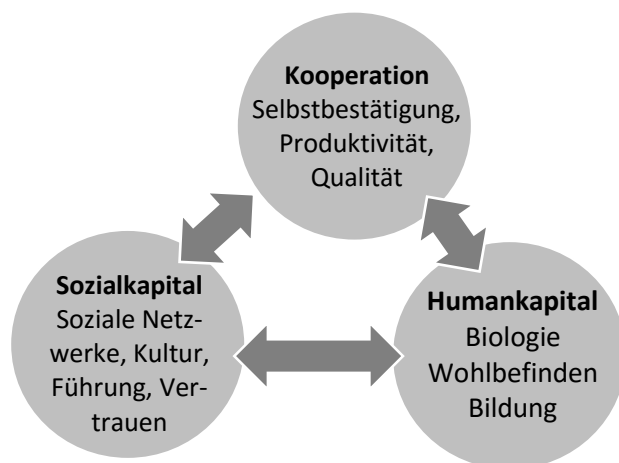 Kooperation
Selbstbestätigung,
Produktivität,
Qualität
Sozialkapital
Soziale Netz-
werke, Kultur,
Führung, Ver-
trauen
Humankapital
Biologie
Wohlbefinden
Bildung